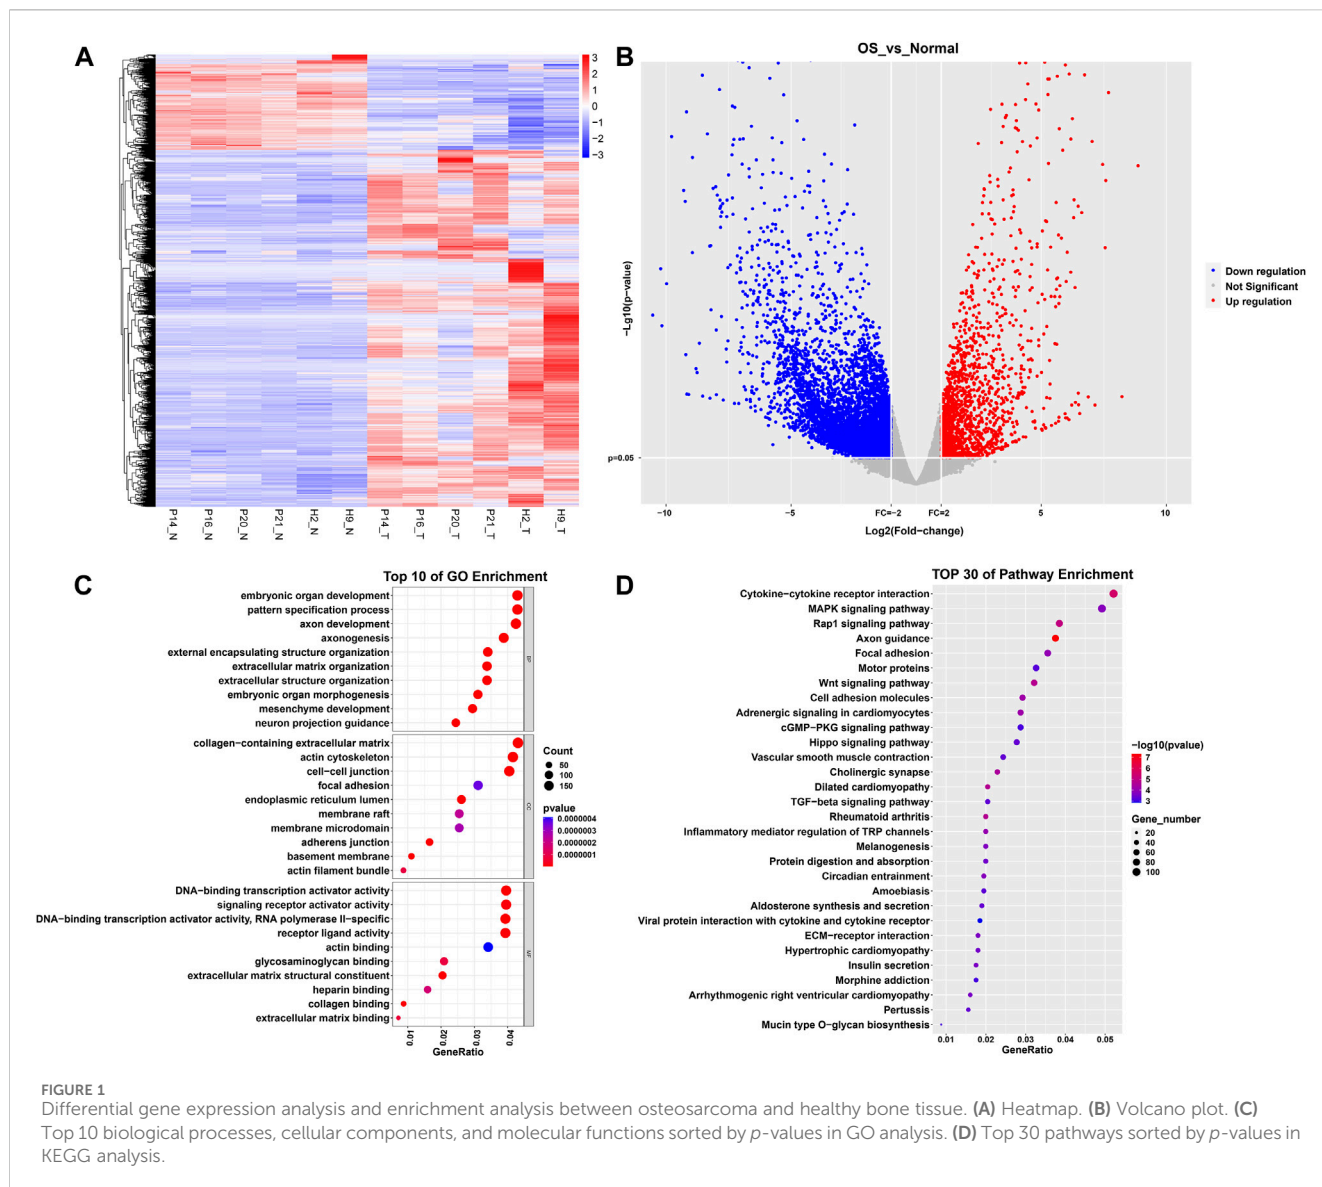 A
3
2
1
0
−1
−2
−3
P14_N
P16_N
P20_N
P21_N
H2_N
H9_N
P14_T
P16_T
P20_T
P21_T
H2_T
H9_T
B
OS_vs_Normal
−Lg10(p−value)
p=0.05
−10
−5
FC=−2
FC=2
5
10
Log2(Fold−change)
Down regulation
Not Significant
Up regulation
C
Top 10 of GO Enrichment
embryonic organ development
pattern specification process
axon development
axonogenesis
external encapsulating structure organization
extracellular matrix organization
extracellular structure organization
embryonic organ morphogenesis
mesenchyme development
neuron projection guidance
BP
collagen−containing extracellular matrix
actin cytoskeleton
cell−cell junction
focal adhesion
endoplasmic reticulum lumen
membrane raft
membrane microdomain
adherens junction
basement membrane
actin filament bundle
CC
DNA−binding transcription activator activity
signaling receptor activator activity
DNA−binding transcription activator activity, RNA polymerase II−specific
receptor ligand activity
actin binding
glycosaminoglycan binding
extracellular matrix structural constituent
heparin binding
collagen binding
extracellular matrix binding
MF
0.01
0.02
0.03
0.04
GeneRatio
Count
50
100
150
pvalue
0.0000004
0.0000003
0.0000002
0.0000001
D
TOP 30 of Pathway Enrichment
Cytokine−cytokine receptor interaction
MAPK signaling pathway
Rap1 signaling pathway
Axon guidance
Focal adhesion
Motor proteins
Wnt signaling pathway
Cell adhesion molecules
Adrenergic signaling in cardiomyocytes
cGMP−PKG signaling pathway
Hippo signaling pathway
Vascular smooth muscle contraction
Cholinergic synapse
Dilated cardiomyopathy
TGF−beta signaling pathway
Rheumatoid arthritis
Inflammatory mediator regulation of TRP channels
Melanogenesis
Protein digestion and absorption
Circadian entrainment
Amoebiasis
Aldosterone synthesis and secretion
Viral protein interaction with cytokine and cytokine receptor
ECM−receptor interaction
Hypertrophic cardiomyopathy
Insulin secretion
Morphine addiction
Arrhythmogenic right ventricular cardiomyopathy
Pertussis
Mucin type O−glycan biosynthesis
0.01
0.02
0.03
0.04
0.05
GeneRatio
−log10(pvalue)
7
6
5
4
3
Gene_number
20
40
60
80
100
FIGURE 1
Differential gene expression analysis and enrichment analysis between osteosarcoma and healthy bone tissue. (A) Heatmap. (B) Volcano plot. (C)
Top 10 biological processes, cellular components, and molecular functions sorted by p-values in GO analysis. (D) Top 30 pathways sorted by p-values in
KEGG analysis.